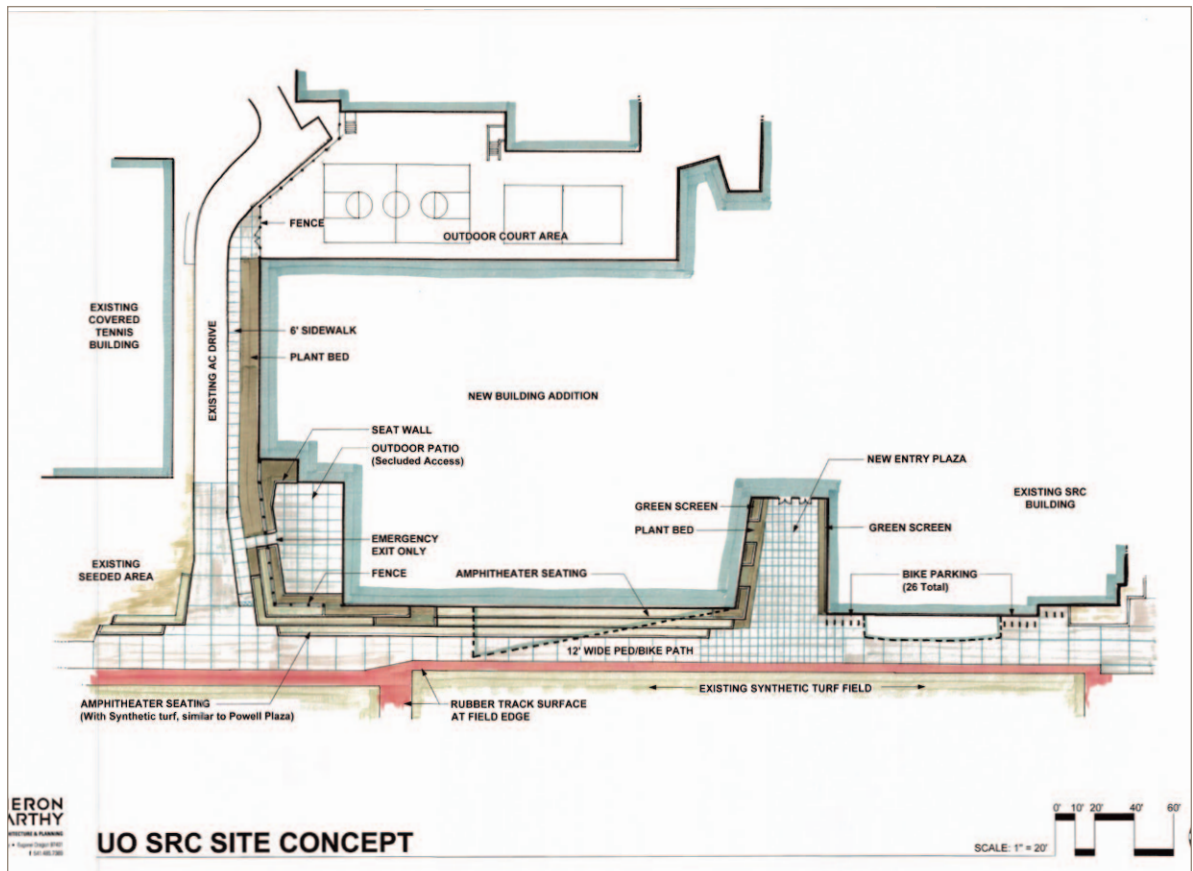 FENCE
OUTDOOR COURT AREA
EXISTING
COVERED
TENNIS
BUILDING
EXISTING AC DRIVE
6' SIDEWALK
PLANT BED
NEW BUILDING ADDITION
SEAT WALL
OUTDOOR PATIO
(Secluded Access)
NEW ENTRY PLAZA
EXISTING SRC
BUILDING
GREEN SCREEN
PLANT BED
GREEN SCREEN
EMERGENCY
EXIT ONLY
EXISTING
SEEDED AREA
FENCE
AMPHITHEATER SEATING
BIKE PARKING
(26 Total)
12' WIDE PED/BIKE PATH
EXISTING SYNTHETIC TURF FIELD
AMPHITHEATER SEATING
(With Synthetic turf, similar to Powell Plaza)
RUBBER TRACK SURFACE
AT FIELD EDGE
ERON
ARTHY
UO SRC SITE CONCEPT
SCALE: 1" = 20'
0' 10' 20' 40' 60'